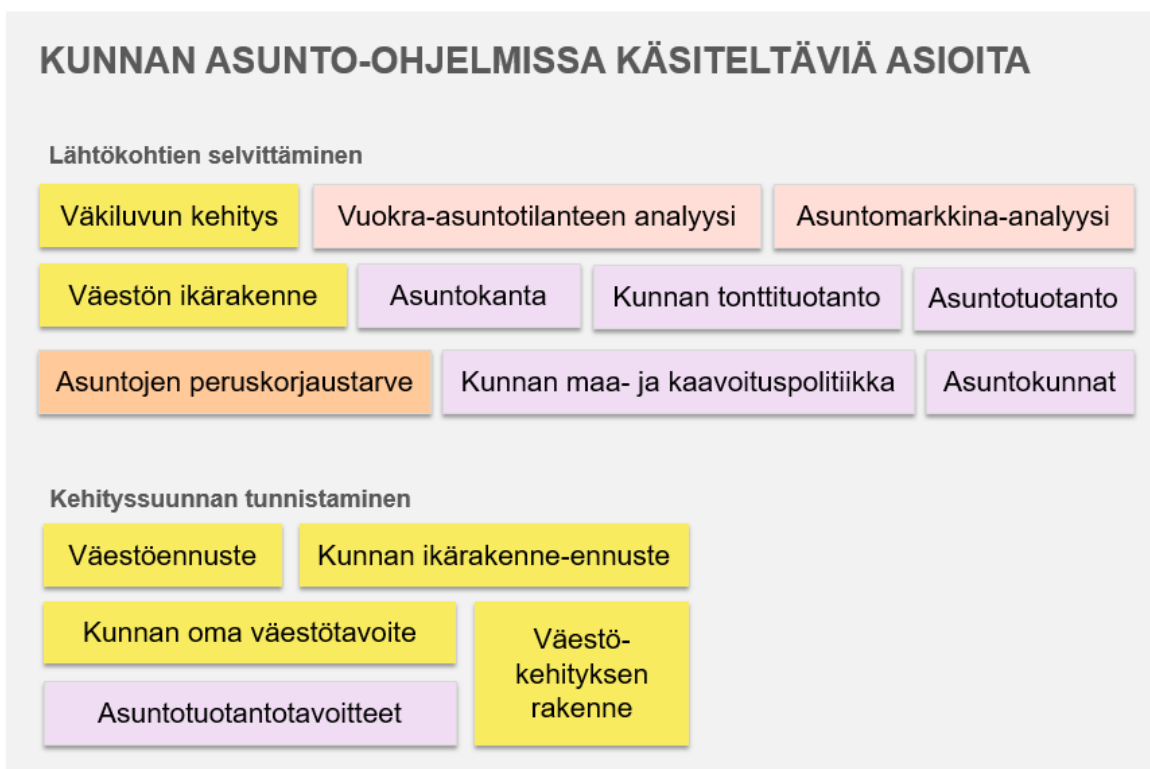 KUNNAN ASUNTO-OHJELMISSA KÄSITELTÄVIÄ ASIOITA
Lähtökohtien selvittäminen
Väkiluvun kehitys
Vuokra-asuntotilanteen analyysi
Asuntomarkkina-analyysi
Väestön ikärakenne
Asuntokanta
Kunnan tonttituotanto
Asuntotuotanto
Asuntojen peruskorjaustarve
Kunnan maa- ja kaavoituspolitiikka
Asuntokunnat
Kehityssuunnan tunnistaminen
Väestöennuste
Kunnan ikärakenne-ennuste
Kunnan oma väestötavoite
Väestö-
kehityksen
rakenne
Asuntotuotantotavoitteet